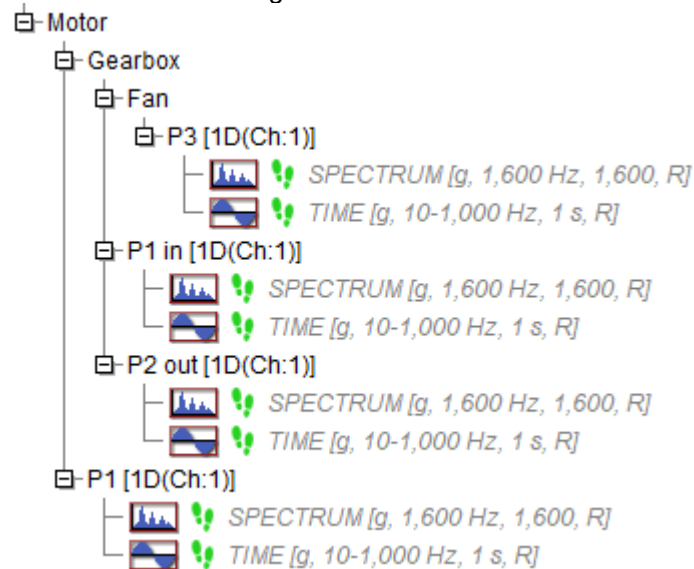 Motor
Gearbox
Fan
P3 [1D(Ch:1)]
SPECTRUM [g, 1,600 Hz, 1,600, R]
TIME [g, 10-1,000 Hz, 1 s, R]
P1 in [1D(Ch:1)]
SPECTRUM [g, 1,600 Hz, 1,600, R]
TIME [g, 10-1,000 Hz, 1 s, R]
P2 out [1D(Ch:1)]
SPECTRUM [g, 1,600 Hz, 1,600, R]
TIME [g, 10-1,000 Hz, 1 s, R]
P1 [1D(Ch:1)]
SPECTRUM [g, 1,600 Hz, 1,600, R]
TIME [g, 10-1,000 Hz, 1 s, R]